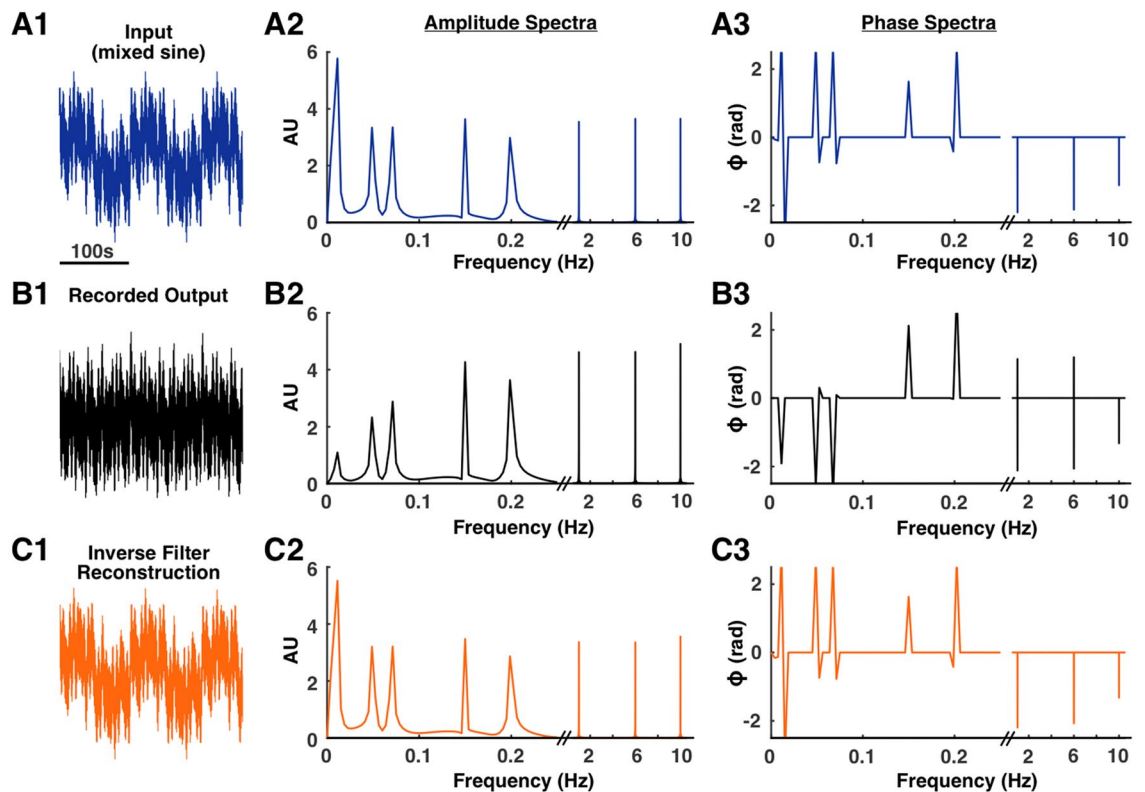 A1
Input
(mixed sine)
100s
A2
Amplitude Spectra
6
4
2
0
AU
0 0.1 0.2 2 6 10
Frequency (Hz)
A3
Phase Spectra
2
0
-2
Φ (rad)
0 0.1 0.2 2 6 10
Frequency (Hz)
B1
Recorded Output
B2
6
4
2
0
AU
0 0.1 0.2 2 6 10
Frequency (Hz)
B3
2
0
-2
Φ (rad)
0 0.1 0.2 2 6 10
Frequency (Hz)
C1
Inverse Filter
Reconstruction
C2
6
4
2
0
AU
0 0.1 0.2 2 6 10
Frequency (Hz)
C3
2
0
-2
Φ (rad)
0 0.1 0.2 2 6 10
Frequency (Hz)